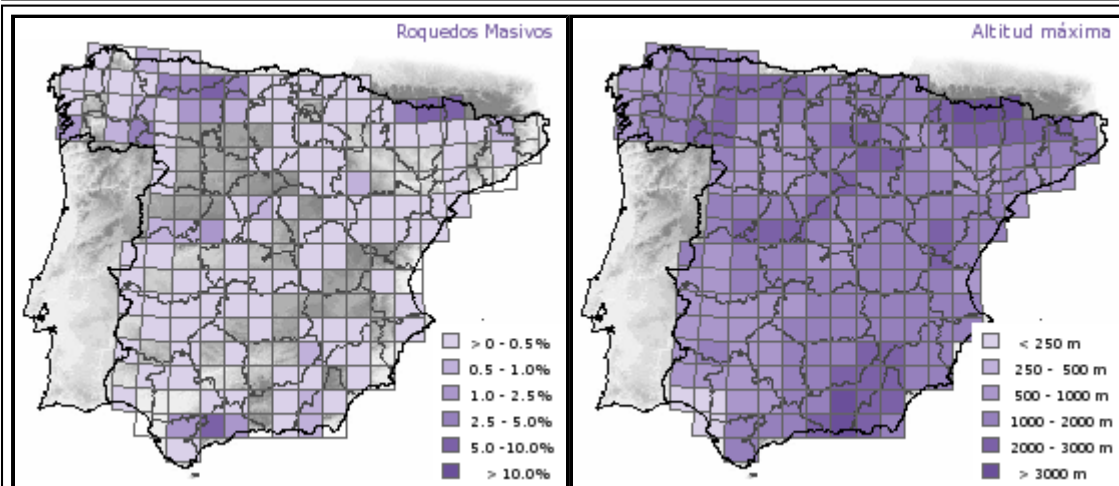 Roquedos Masivos
> 0 - 0.5%
0.5 - 1.0%
1.0 - 2.5%
2.5 - 5.0%
5.0 -10.0%
> 10.0%
Altitud máxima
< 250 m
250 - 500 m
500 - 1000 m
1000 - 2000 m
2000 - 3000 m
> 3000 m